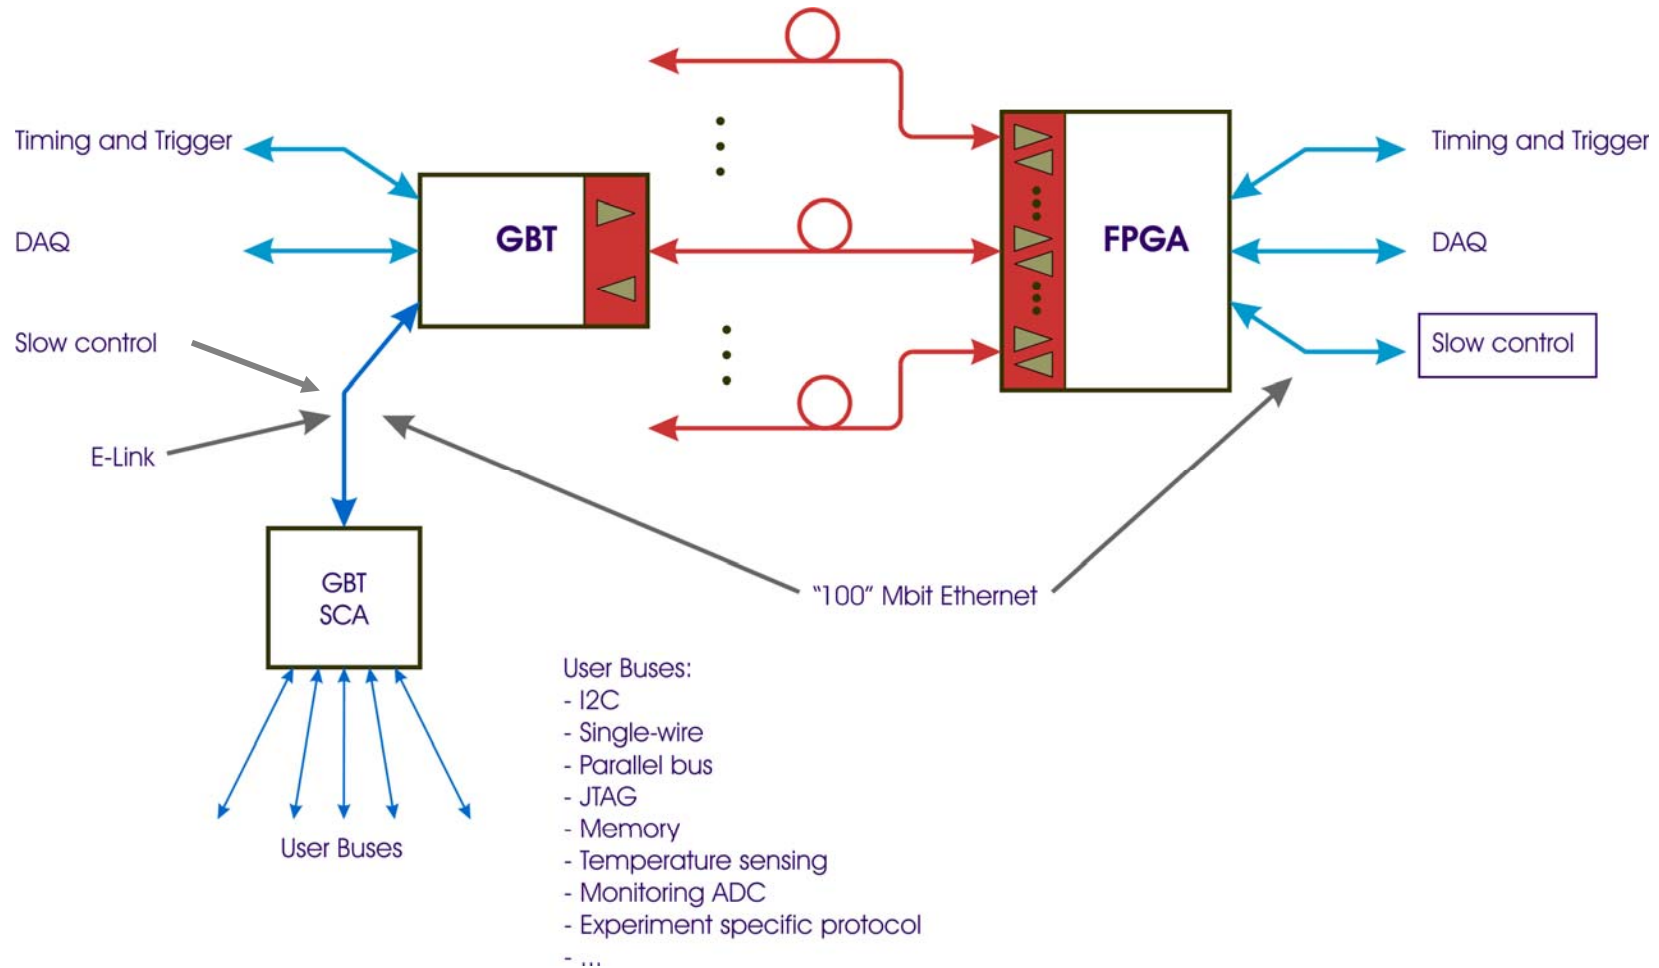 Timing and Trigger
DAQ
Slow control
E-Link
GBT
FPGA
Timing and Trigger
DAQ
Slow control
GBT
SCA
"100" Mbit Ethernet
User Buses
User Buses:
- I2C
- Single-wire
- Parallel bus
- JTAG
- Memory
- Temperature sensing
- Monitoring ADC
- Experiment specific protocol
- ...